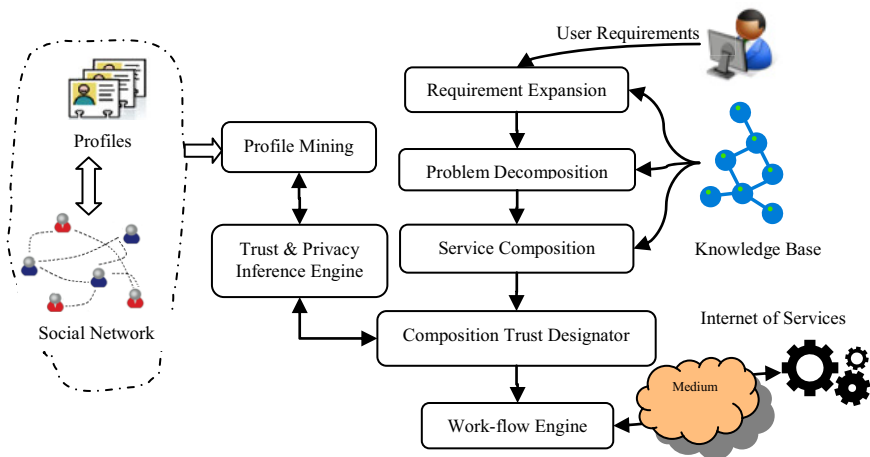 User Requirements
Requirement Expansion
Profiles
Profile Mining
Problem Decomposition
Trust & Privacy
Inference Engine
Service Composition
Knowledge Base
Social Network
Composition Trust Designator
Internet of Services
Medium
Work-flow Engine